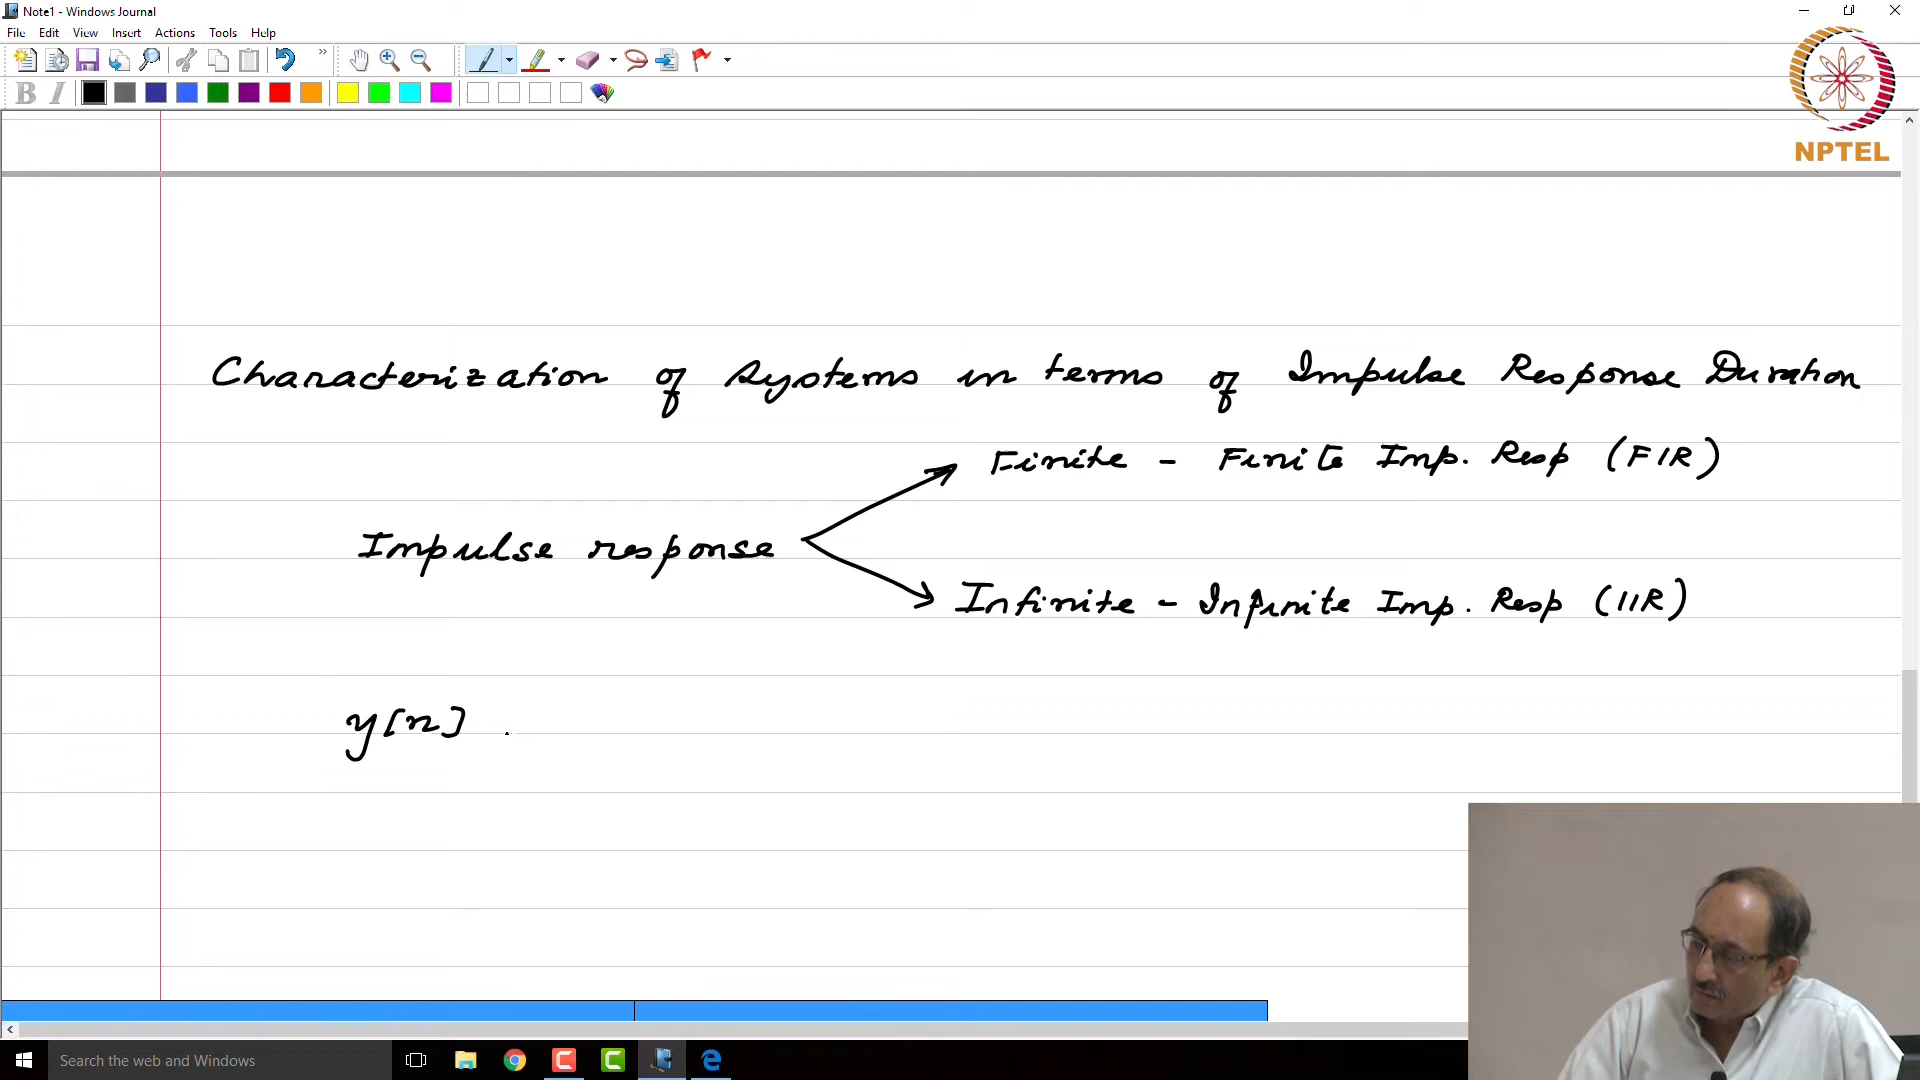 Note1 - Windows Journal
File Edit View Insert Actions Tools Help
B I
NPTEL
Characterization of systems in terms of Impulse Response Duration
Finite - Finite Imp. Resp (FIR)
Impulse response
Infinite - Infinite Imp. Resp (IIR)
y[n]
Search the web and Windows